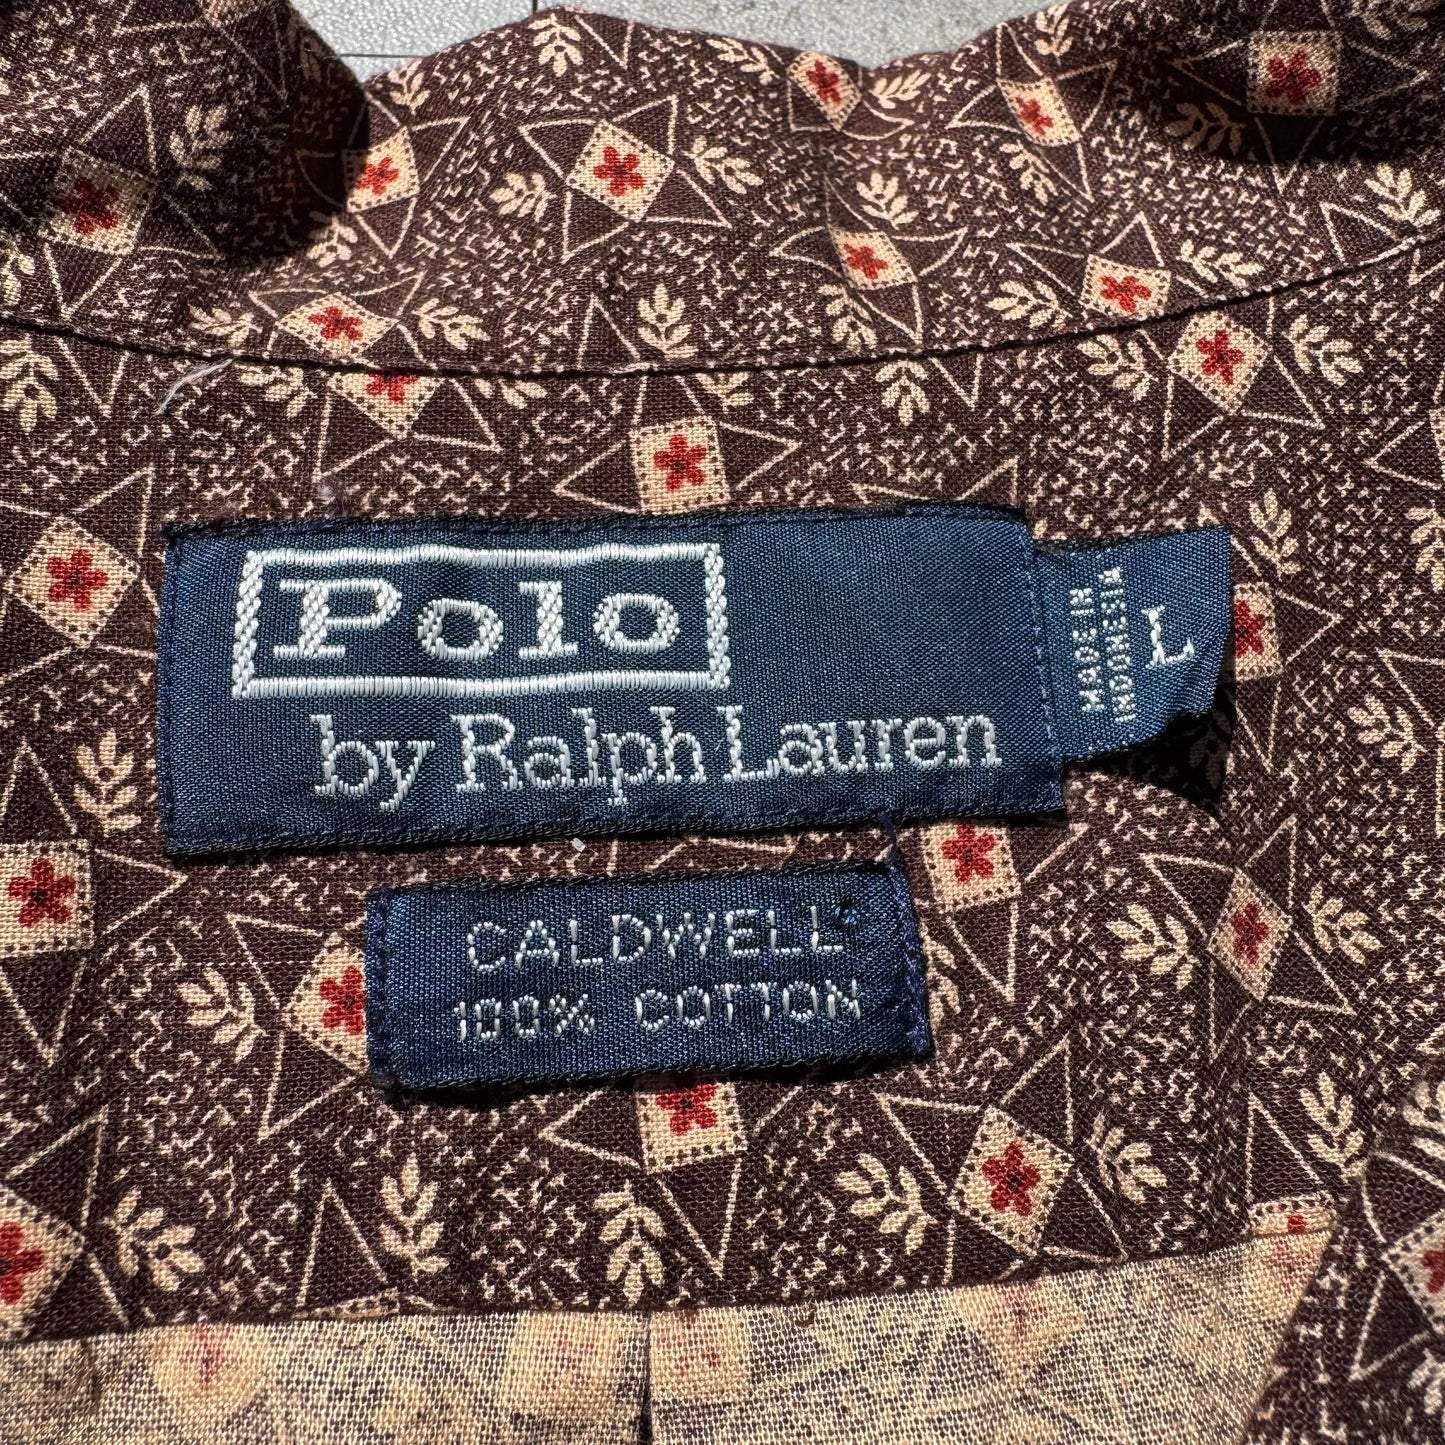 Polo
by Ralph Lauren
MADE IN
INDONESIA
L
CALDWELL
100% COTTON